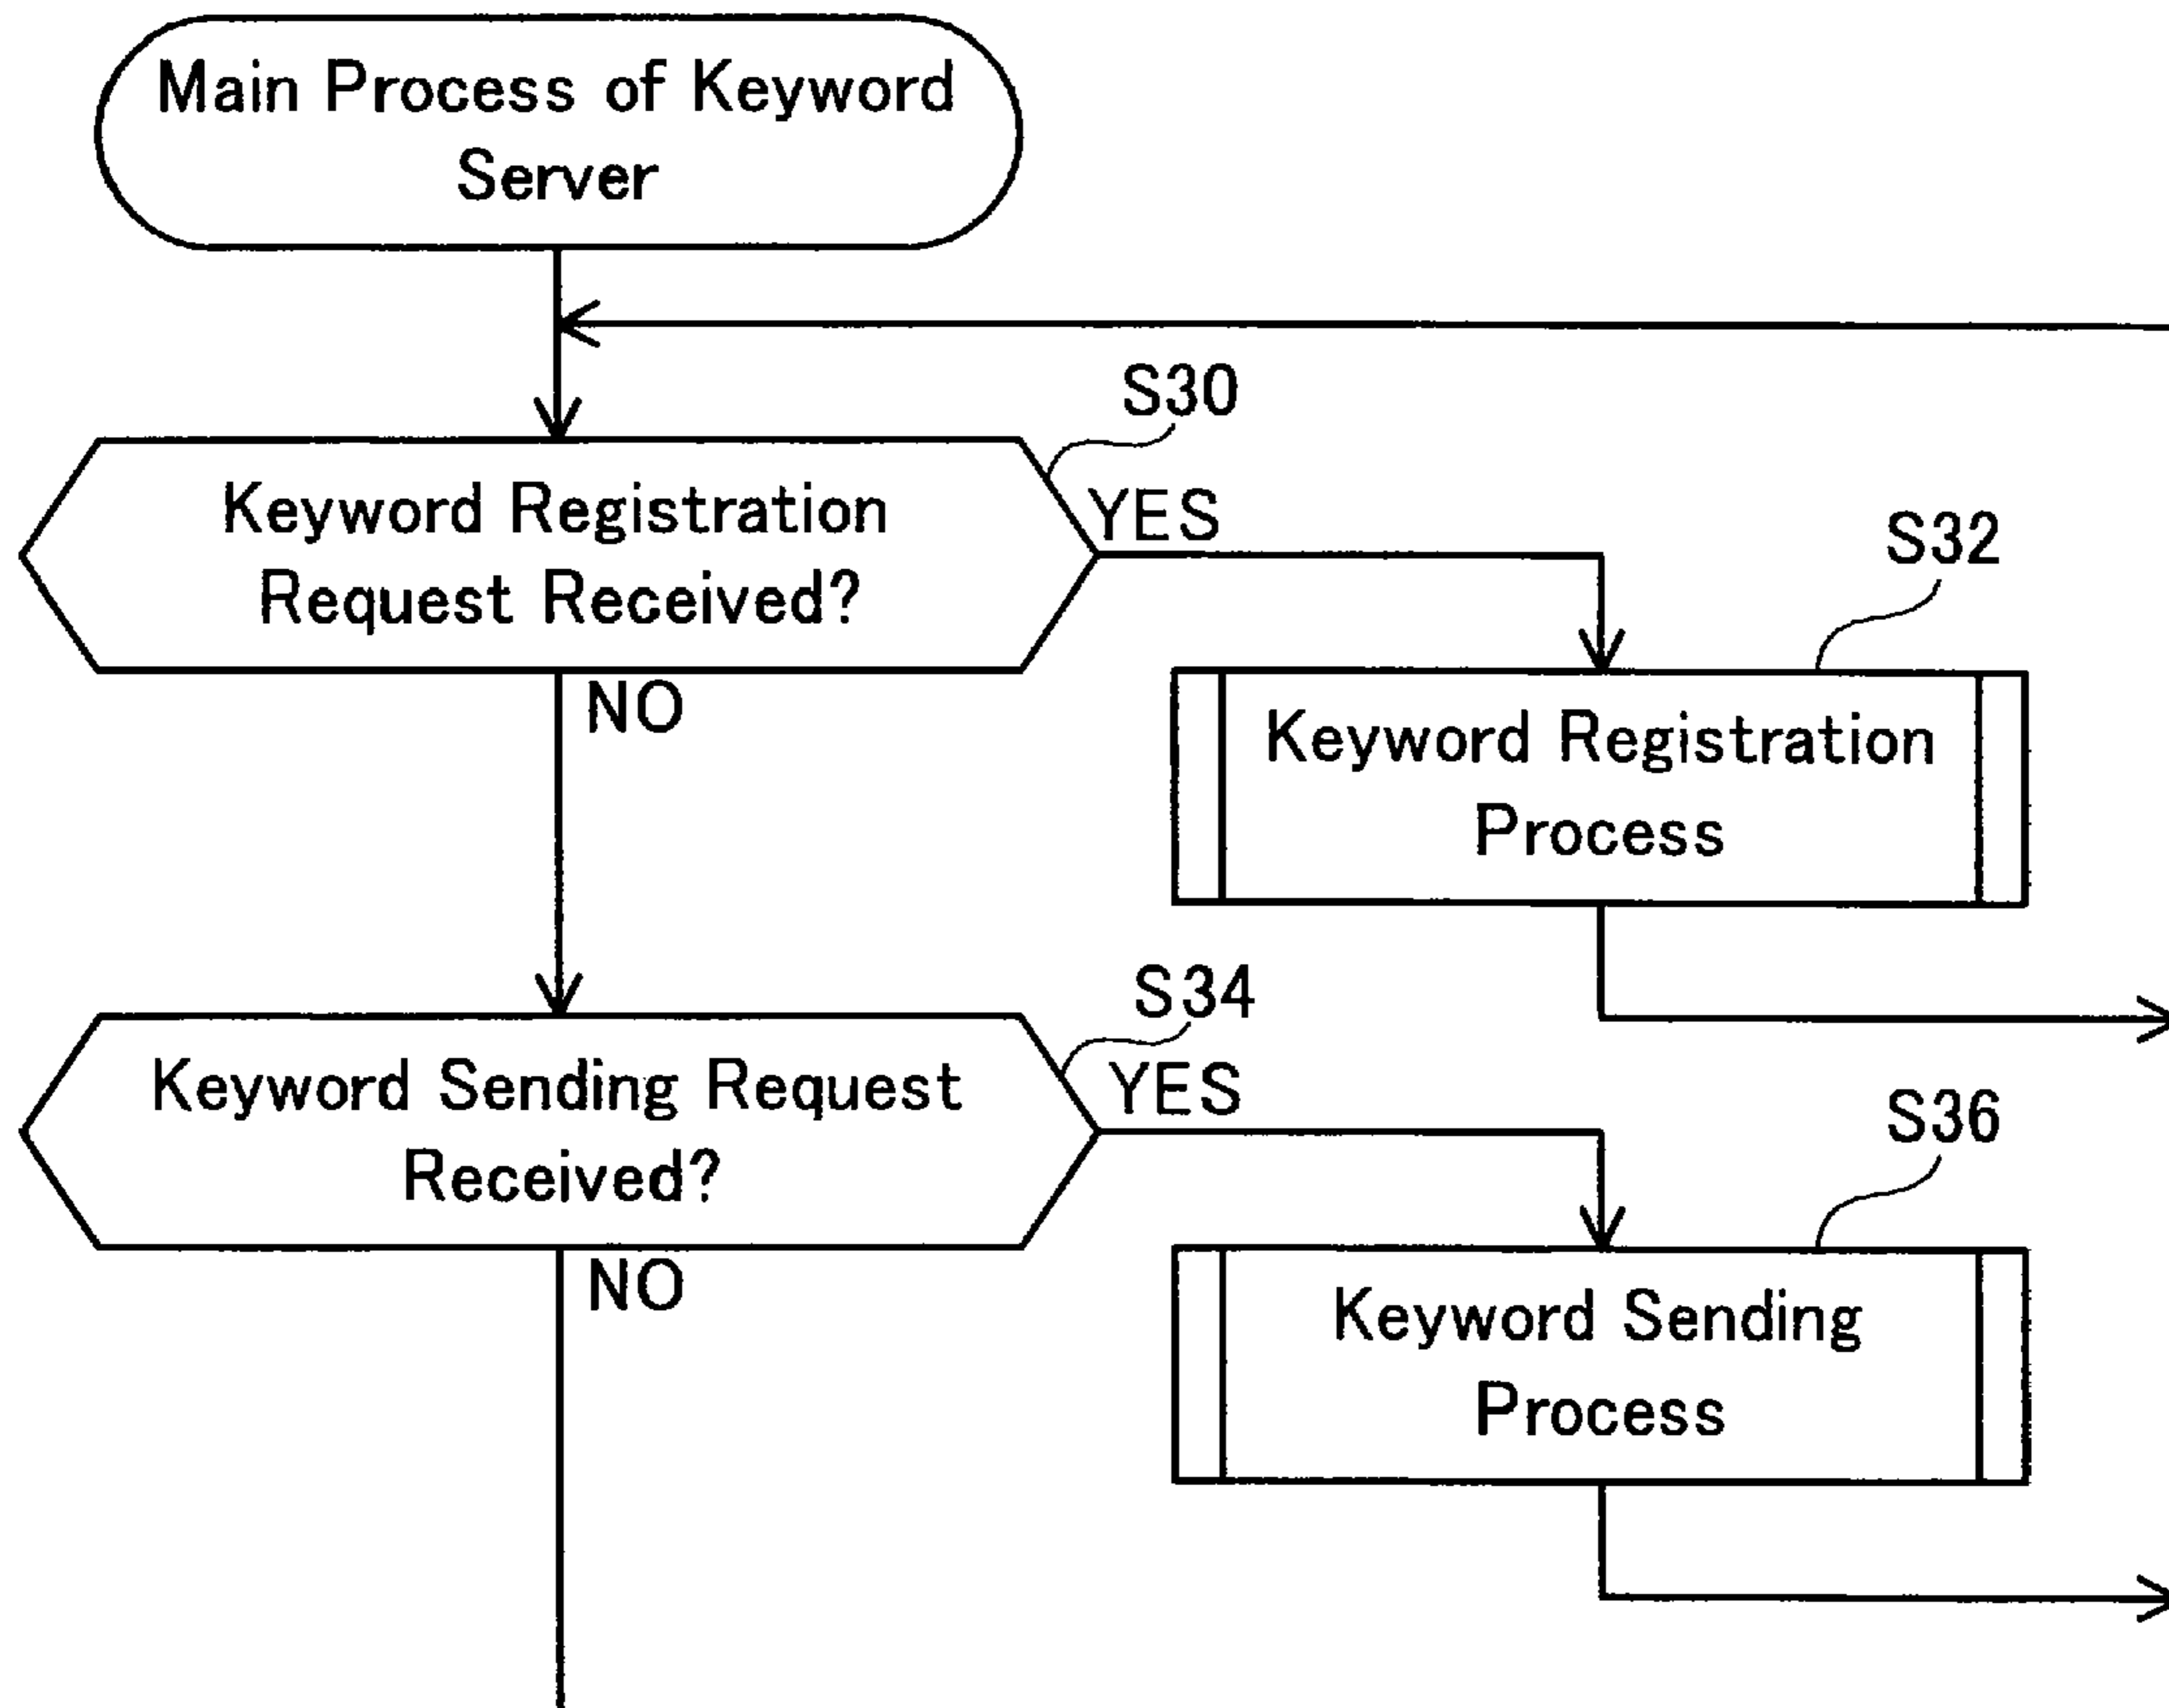 Main Process of Keyword
Server
S30
Keyword Registration
Request Received?
YES
S32
NO
Keyword Registration
Process
S34
Keyword Sending Request
Received?
YES
S36
NO
Keyword Sending
Process